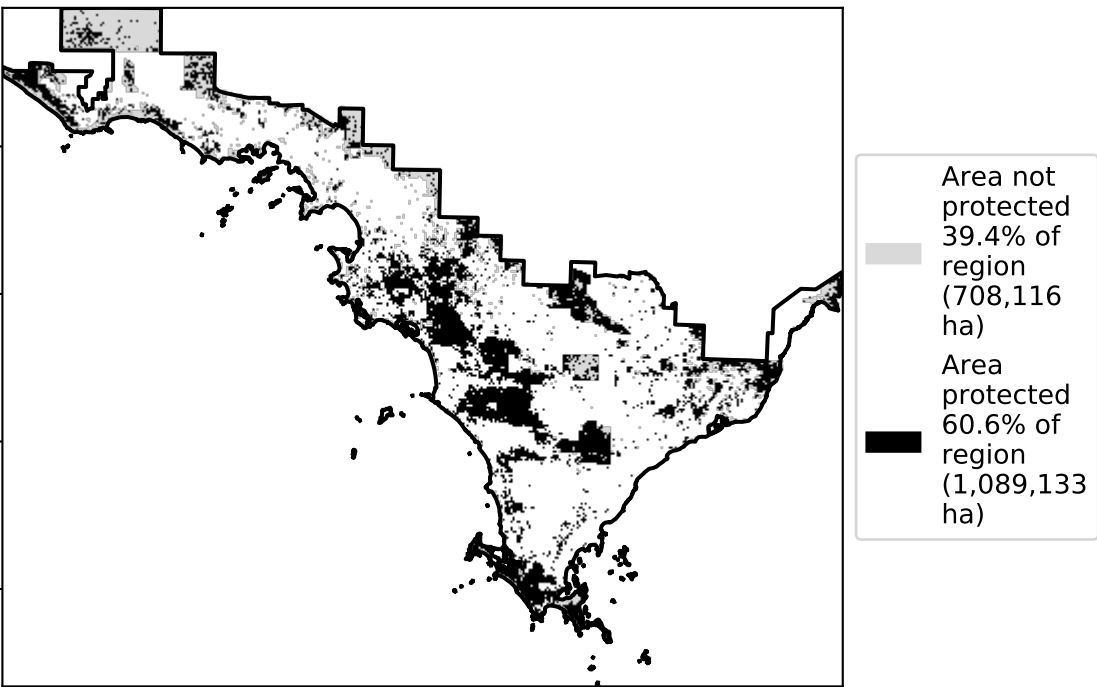 Area not
protected
39.4% of
region
(708,116
ha)
Area
protected
60.6% of
region
(1,089,133
ha)